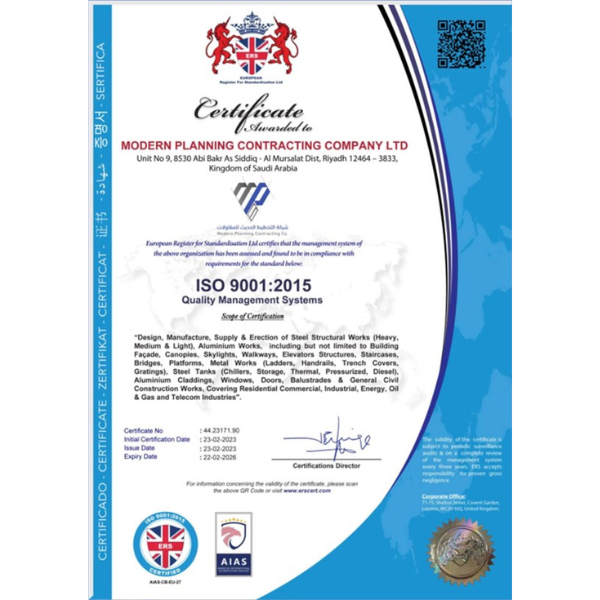 ERS
EUROPEAN
Register For Standardisation Ltd
Certificate
Awarded to
MODERN PLANNING CONTRACTING COMPANY LTD
Unit No 9, 8530 Abi Bakr As Siddiq - Al Mursalat Dist, Riyadh 12464 – 3833,
Kingdom of Saudi Arabia
شركة التخطيط الحديث للمقاولات
Modern Planning Contracting Co.
European Register for Standardisation Ltd certifies that the management system of
the above organization has been assessed and found to be in compliance with
requirements for the standard below:
ISO 9001:2015
Quality Management Systems
Scope of Certification
"Design, Manufacture, Supply & Erection of Steel Structural Works (Heavy,
Medium & Light), Aluminium Works, including but not limited to Building
Façade, Canopies, Skylights, Walkways, Elevators Structures, Staircases,
Bridges, Platforms, Metal Works (Ladders, Handrails, Trench Covers,
Gratings), Steel Tanks (Chillers, Storage, Thermal, Pressurized, Diesel),
Aluminium Claddings, Windows, Doors, Balustrades & General Civil
Construction Works, Covering Residential Commercial, Industrial, Energy, Oil
& Gas and Telecom Industries".
Certificate No : 44.23171.90
Initial Certification Date : 23-02-2023
Issue Date : 23-02-2023
Expiry Date : 22-02-2026
Certifications Director
For information concerning the validity of the certificate, please scan
the above QR Code or visit www.erscert.com
The validity of the certificate is
subject to periodic surveillance
audits & on a complete review
of the management system
every three years. ERS accepts
responsibility for proven gross
negligence.
Corporate Office:
71-75, Shelton Street, Covent Garden,
London, WC2H 9JQ, United Kingdom.
ISO 9001:2015
ERS
CERTIFIED
AIAS-CB-EU-27
AIAS
CERTIFICADO - CERTIFICATE - ZERTIFIKAT - CERTIFICAT - 证书 - شهادة - 증명서 - SERTIFICA